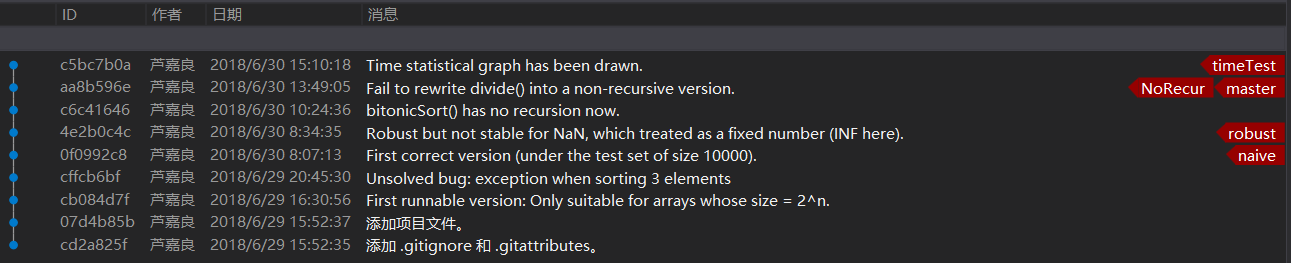 ID 作者 日期 消息
c5bc7b0a 芦嘉良 2018/6/30 15:10:18 Time statistical graph has been drawn. timeTest
aa8b596e 芦嘉良 2018/6/30 13:49:05 Fail to rewrite divide() into a non-recursive version. NoRecur master
c6c41646 芦嘉良 2018/6/30 10:24:36 bitonicSort() has no recursion now.
4e2b0c4c 芦嘉良 2018/6/30 8:34:35 Robust but not stable for NaN, which treated as a fixed number (INF here). robust
0f0992c8 芦嘉良 2018/6/30 8:07:13 First correct version (under the test set of size 10000). naive
cffcb6bf 芦嘉良 2018/6/29 20:45:30 Unsolved bug: exception when sorting 3 elements
cb084d7f 芦嘉良 2018/6/29 16:30:56 First runnable version: Only suitable for arrays whose size = 2^n.
07d4b85b 芦嘉良 2018/6/29 15:52:37 添加项目文件。
cd2a825f 芦嘉良 2018/6/29 15:52:35 添加 .gitignore 和 .gitattributes。